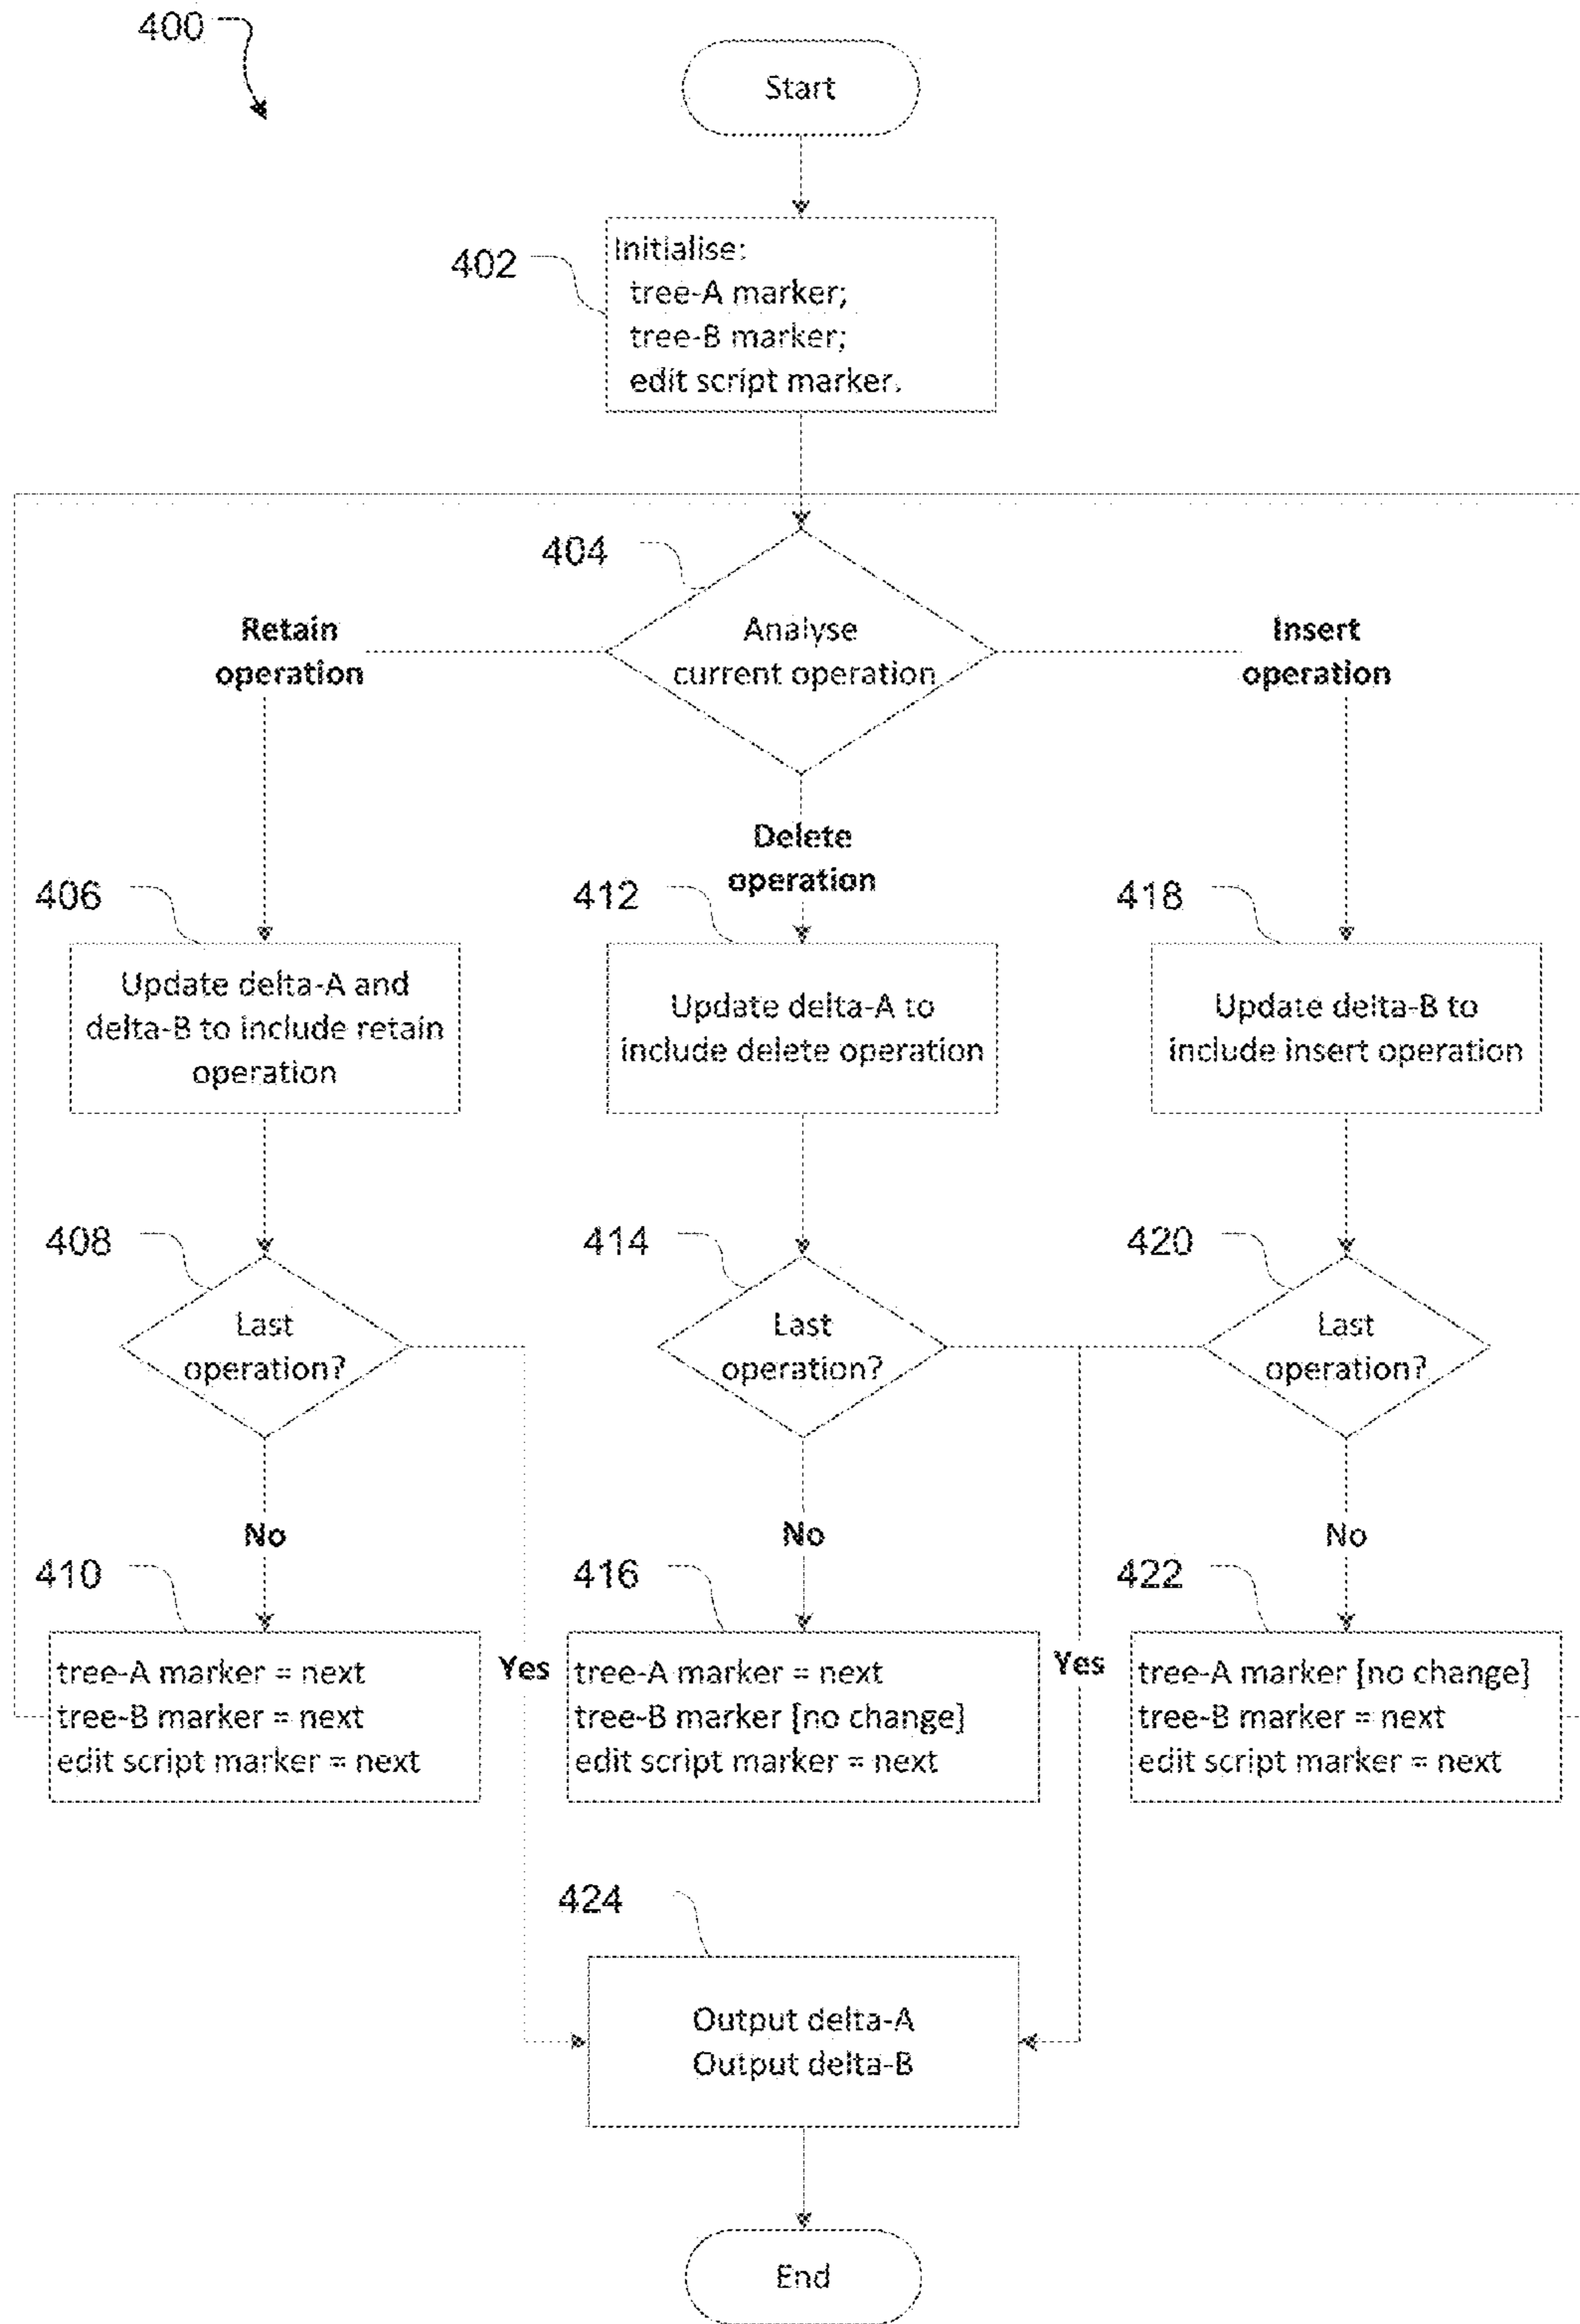 400
Start
402
Initialise:
tree-A marker;
tree-B marker;
edit script marker.
404
Analyse
current operation
Retain
operation
Insert
operation
Delete
operation
406
Update delta-A and
delta-B to include retain
operation
412
Update delta-A to
include delete operation
418
Update delta-B to
include insert operation
408
Last
operation?
414
Last
operation?
420
Last
operation?
No
No
No
410
tree-A marker = next
tree-B marker = next
edit script marker = next
Yes
416
tree-A marker = next
tree-B marker [no change]
edit script marker = next
Yes
422
tree-A marker [no change]
tree-B marker = next
edit script marker = next
424
Output delta-A
Output delta-B
End